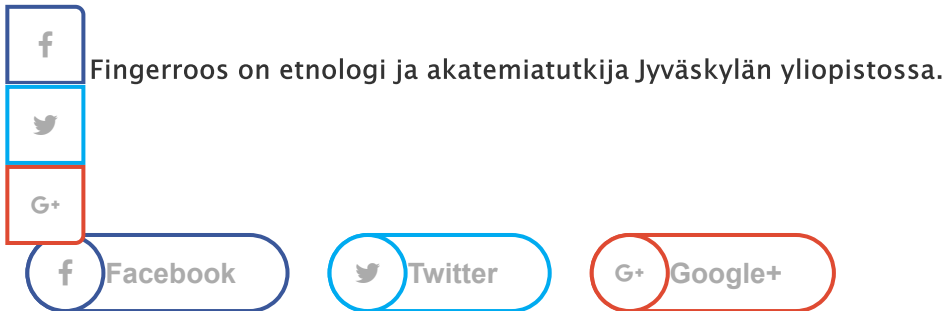 Fingerroos on etnologi ja akatemiatutkija Jyväskylän yliopistossa.
G+
Facebook
Twitter
G+ Google+